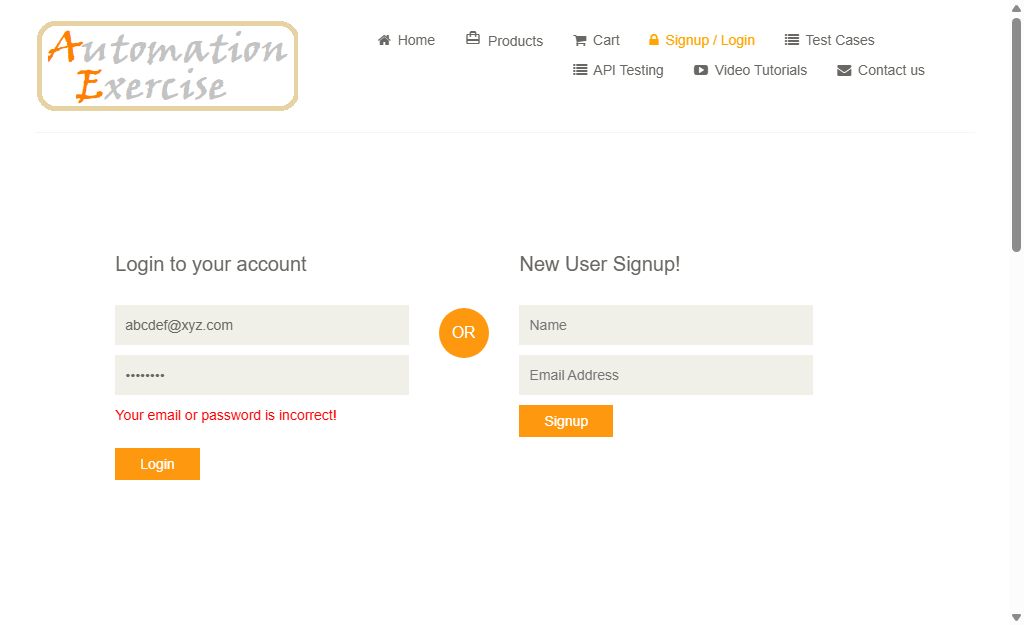 Automation
Exercise
Home Products Cart Signup / Login Test Cases
API Testing Video Tutorials Contact us
Login to your account
abcdef@xyz.com
••••••••
Your email or password is incorrect!
Login
OR
New User Signup!
Name
Email Address
Signup